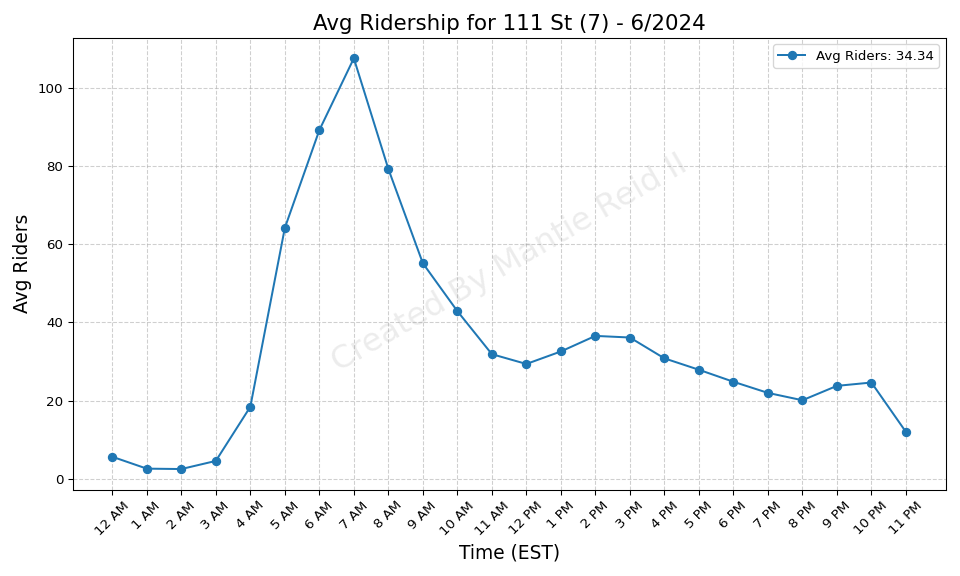 Avg Ridership for 111 St (7) - 6/2024
Avg Riders: 34.34
Avg Riders
100
80
60
40
20
0
Created By Mantie Reid II
12 AM
1 AM
2 AM
3 AM
4 AM
5 AM
6 AM
7 AM
8 AM
9 AM
10 AM
11 AM
12 PM
1 PM
2 PM
3 PM
4 PM
5 PM
6 PM
7 PM
8 PM
9 PM
10 PM
11 PM
Time (EST)